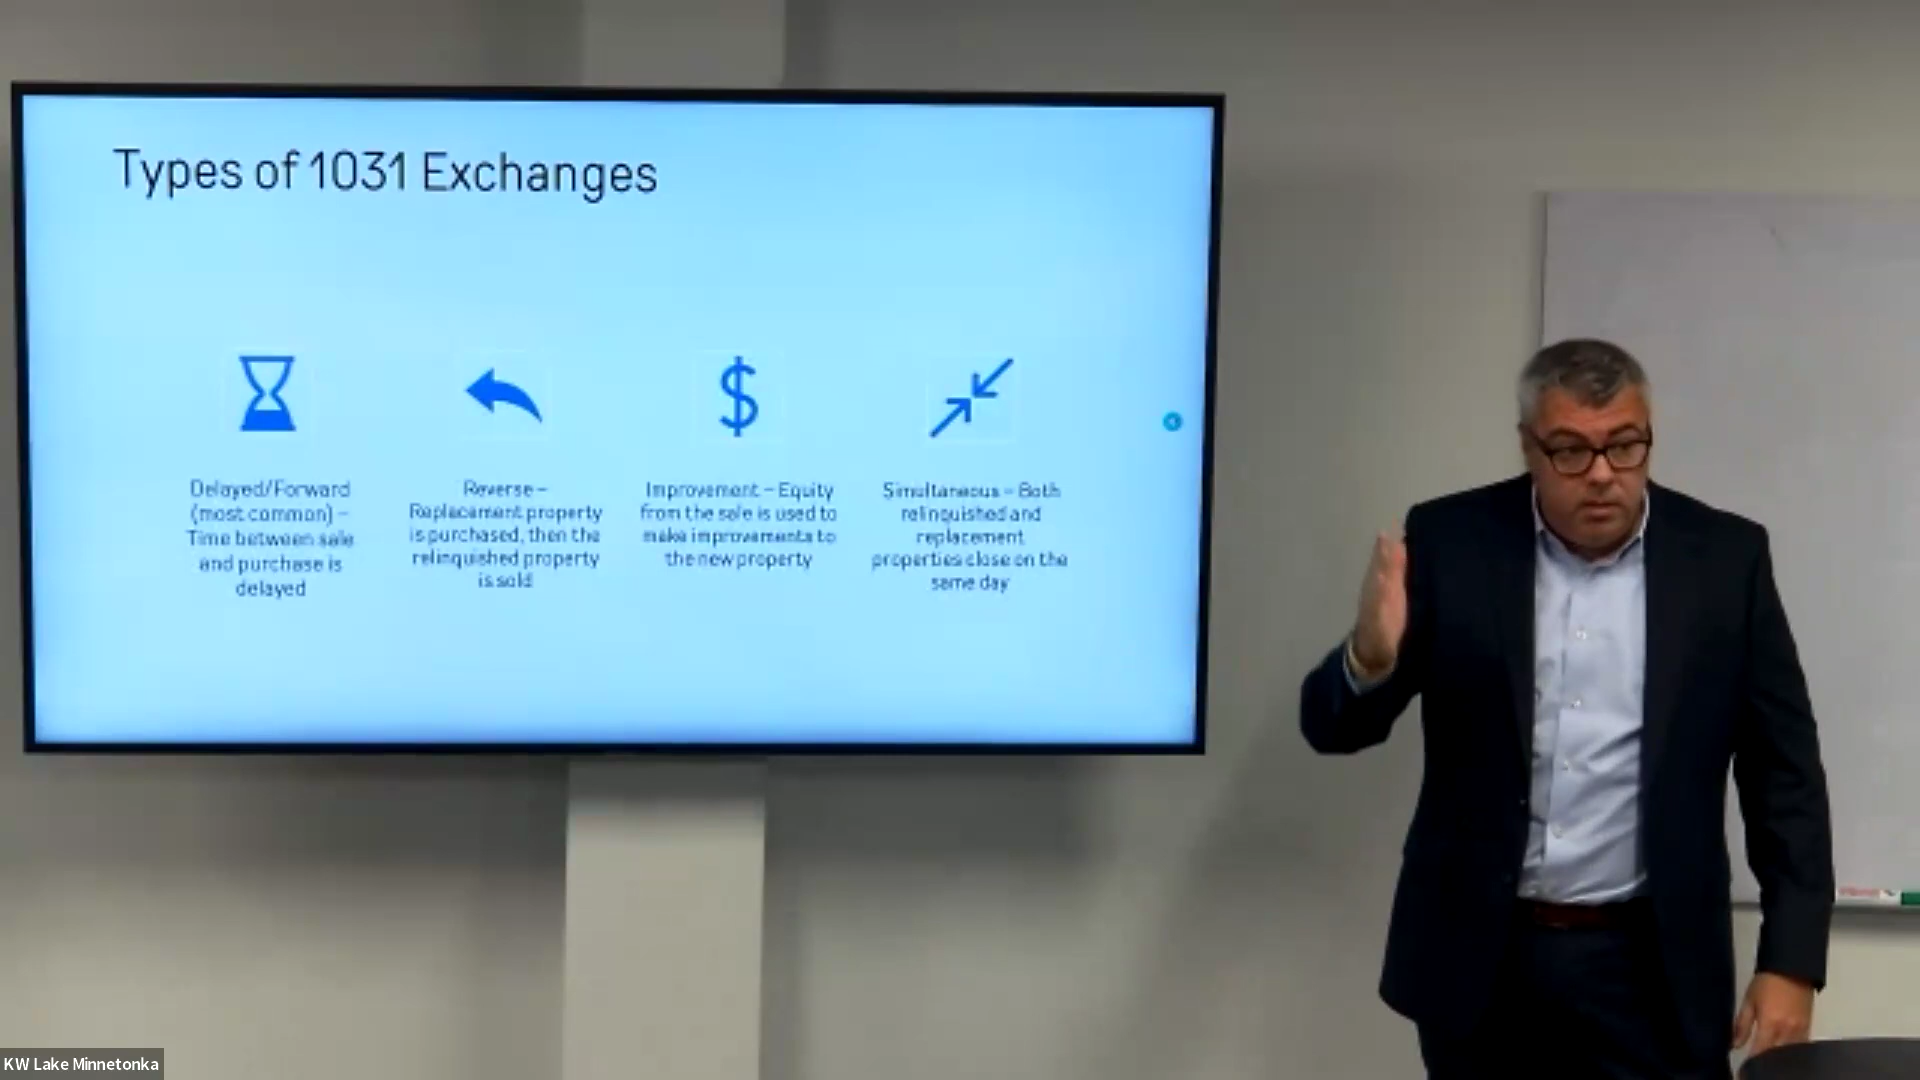 Types of 1031 Exchanges
Delayed/Forward
(most common) –
Time between sale
and purchase is
delayed
Reverse –
Replacement property
is purchased, then the
relinquished property
is sold
Improvement – Equity
from the sale is used to
make improvements to
the new property
Simultaneous – Both
relinquished and
replacement
properties close on the
same day
KW Lake Minnetonka